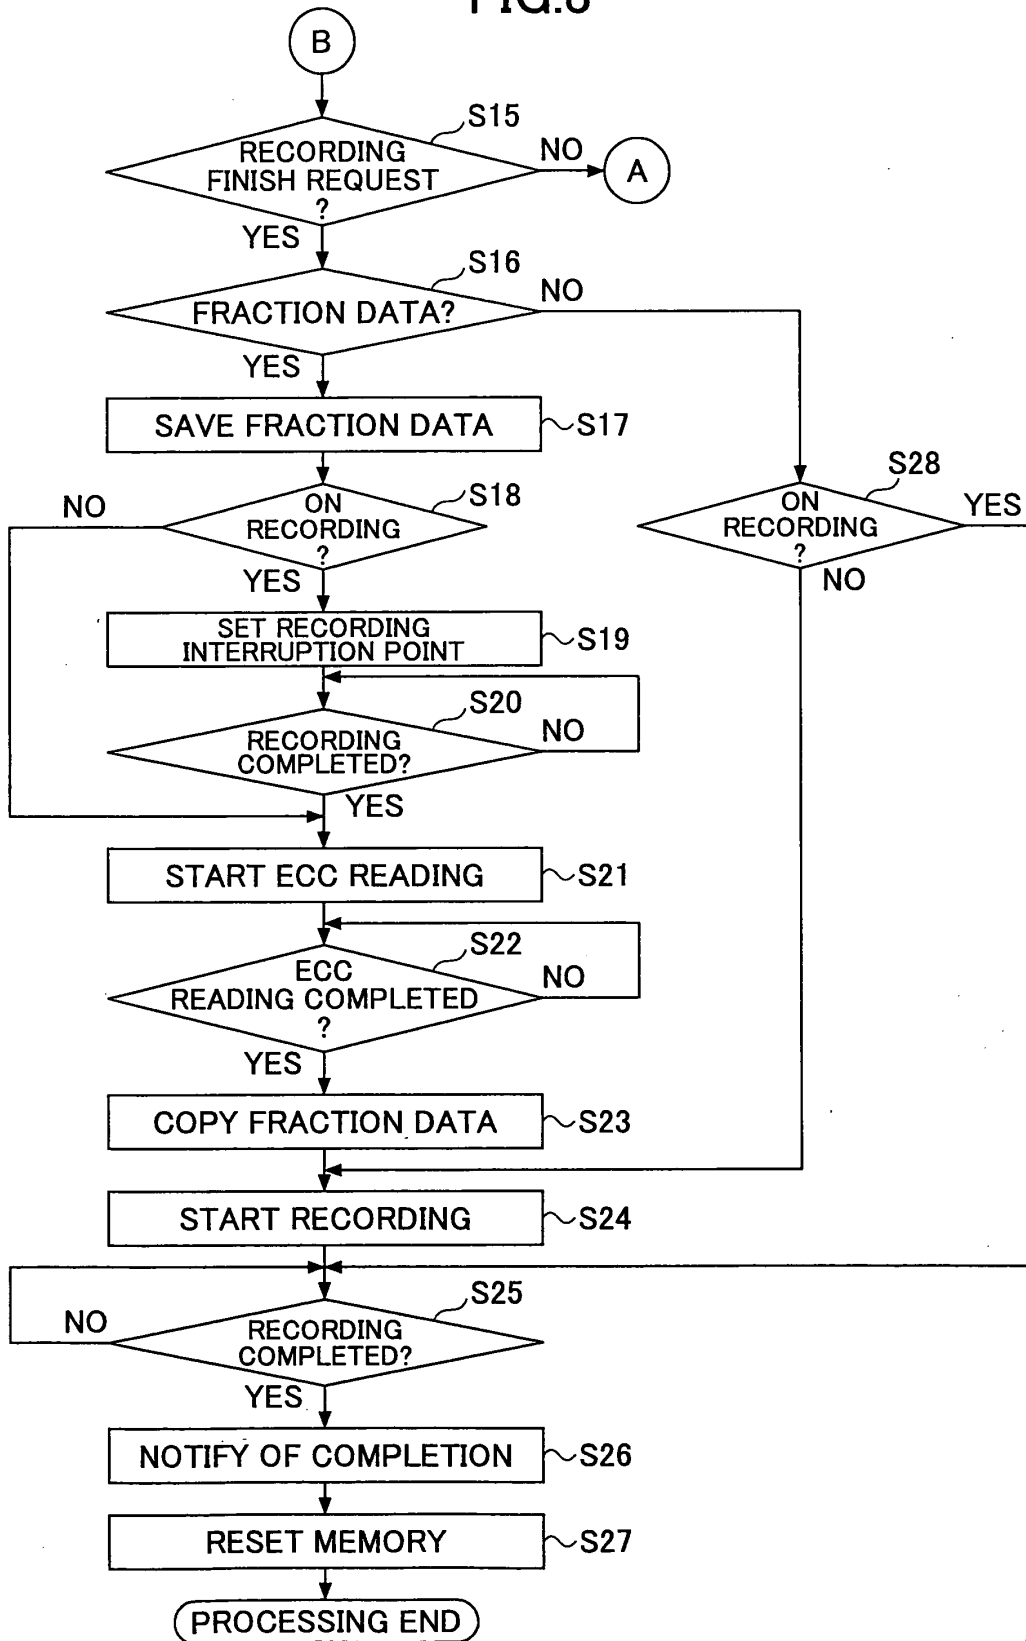 B
S15
RECORDING
FINISH REQUEST
?
NO
A
YES
S16
FRACTION DATA?
NO
YES
SAVE FRACTION DATA
S17
S18
ON
RECORDING
?
NO
YES
S28
ON
RECORDING
?
YES
NO
SET RECORDING
INTERRUPTION POINT
S19
S20
RECORDING
COMPLETED?
NO
YES
START ECC READING
S21
S22
ECC
READING COMPLETED
?
NO
YES
COPY FRACTION DATA
S23
START RECORDING
S24
S25
RECORDING
COMPLETED?
NO
YES
NOTIFY OF COMPLETION
S26
RESET MEMORY
S27
PROCESSING END